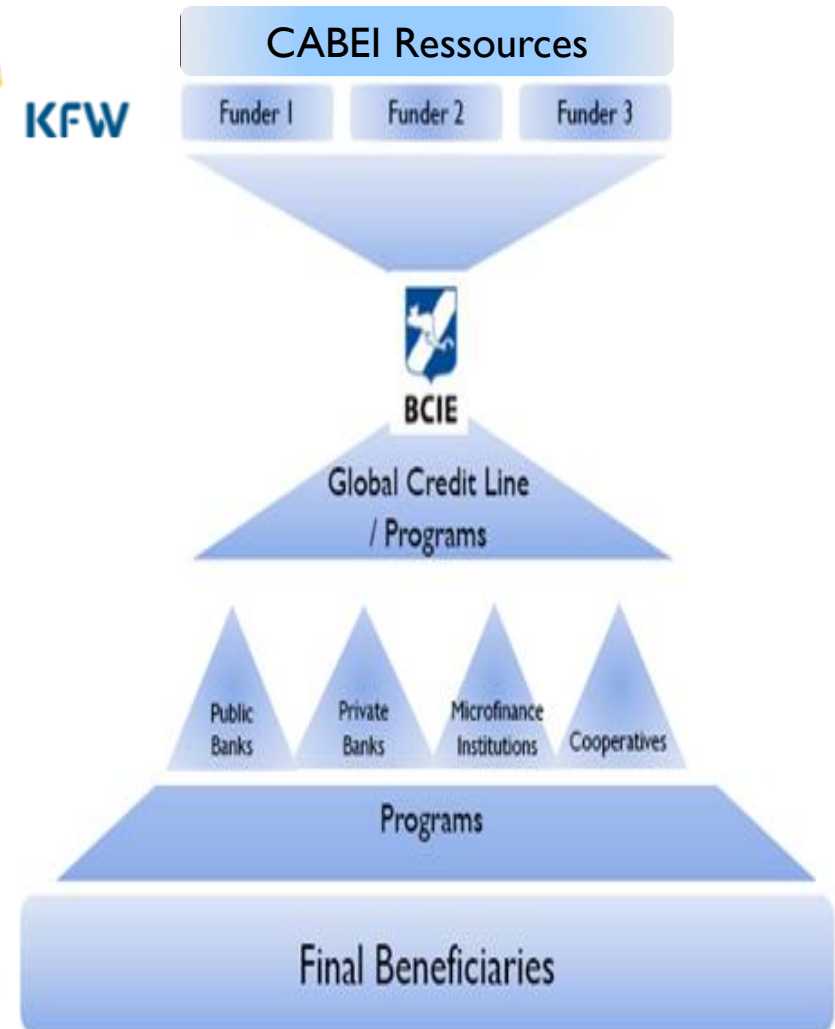 CABEI Ressources
KFW
Funder 1
Funder 2
Funder 3
BCIE
Global Credit Line
/ Programs
Public
Banks
Private
Banks
Microfinance
Institutions
Cooperatives
Programs
Final Beneficiaries